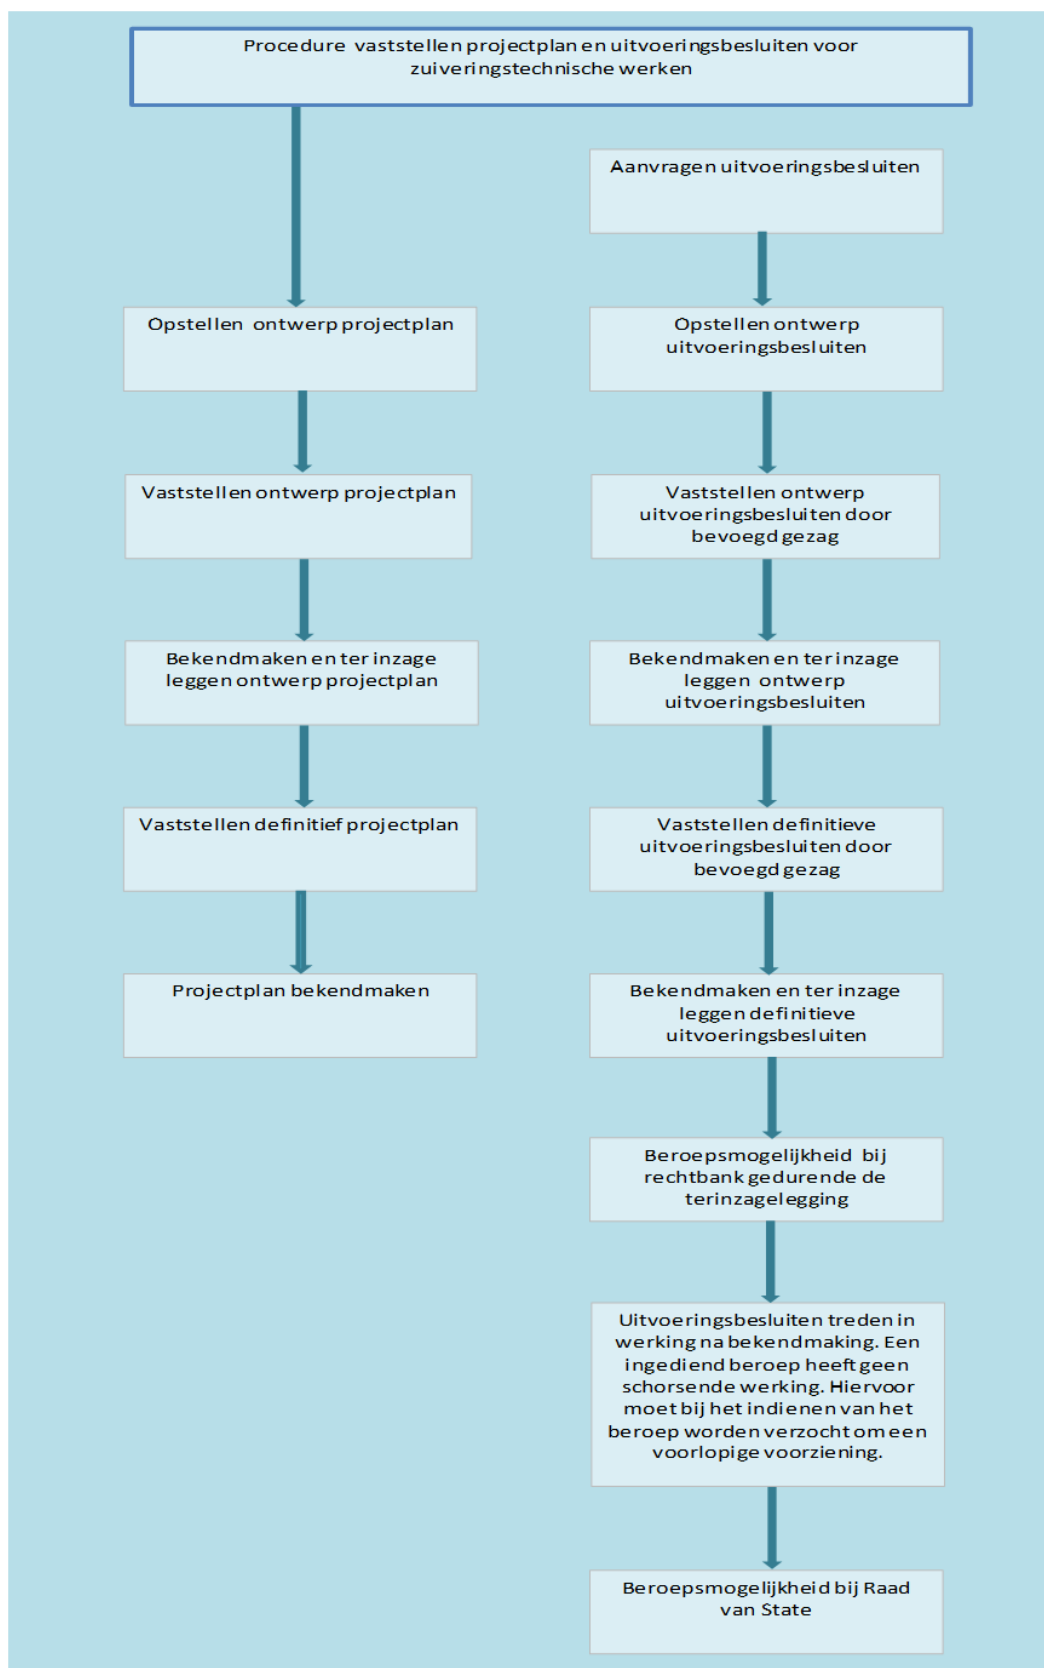 Procedure vaststellen projectplan en uitvoeringsbesluiten voor
zuiveringstechnische werken
Aanvragen uitvoeringsbesluiten
Opstellen ontwerp projectplan
Opstellen ontwerp
uitvoeringsbesluiten
Vaststellen ontwerp projectplan
Vaststellen ontwerp
uitvoeringsbesluiten door
bevoegd gezag
Bekendmaken en ter inzage
leggen ontwerp projectplan
Bekendmaken en ter inzage
leggen ontwerp
uitvoeringsbesluiten
Vaststellen definitief projectplan
Vaststellen definitieve
uitvoeringsbesluiten door
bevoegd gezag
Projectplan bekendmaken
Bekendmaken en ter inzage
leggen definitieve
uitvoeringsbesluiten
Beroepsmogelijkheid bij
rechtbank gedurende de
terinzagelegging
Uitvoeringsbesluiten treden in
werking na bekendmaking. Een
ingediend beroep heeft geen
schorsende werking. Hiervoor
moet bij het indienen van het
beroep worden verzocht om een
voorlopige voorziening.
Beroepsmogelijkheid bij Raad
van State